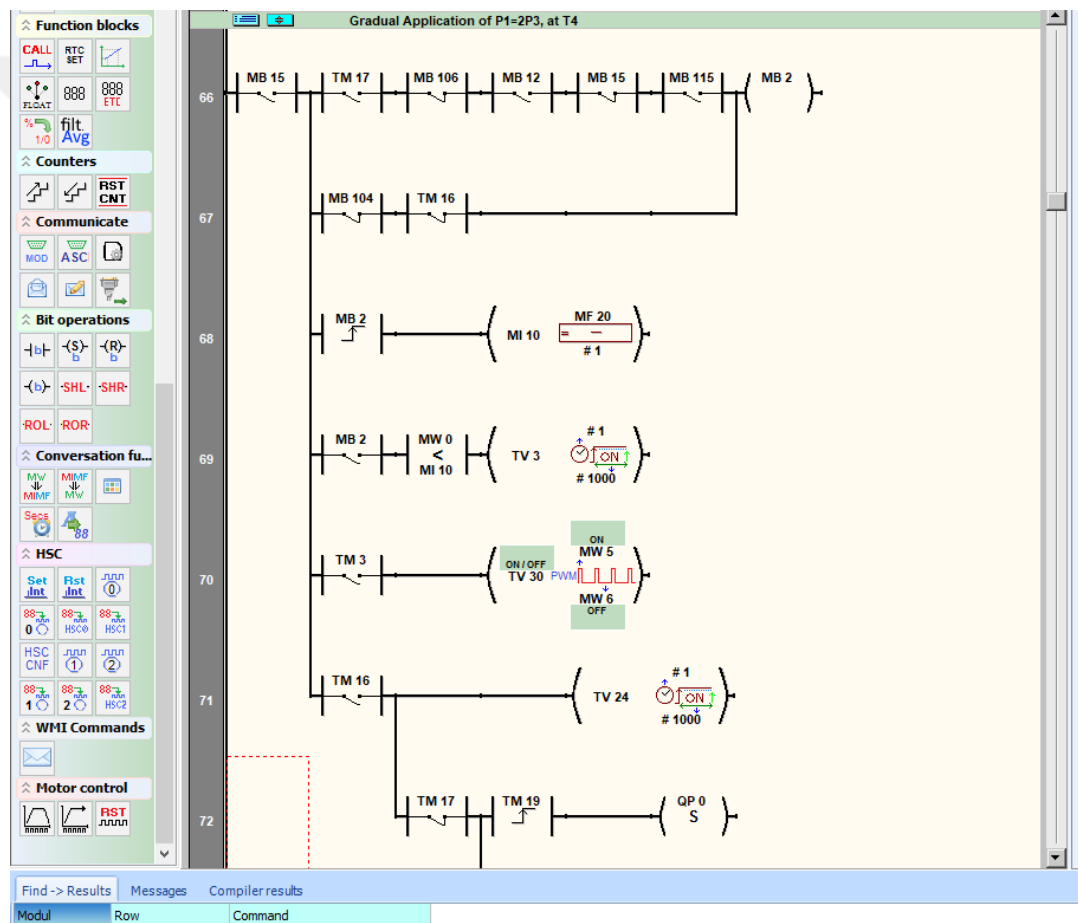 Function blocks
CALL RTC SET
FLOAT 888 888 ETC
% 1/0 filt. Avg
Counters
RST CNT
Communicate
MOD ASC
Bit operations
b (S) b (R) b
(b) SHL SHR
ROL ROR
Conversation fu...
MW MIMF MIMF MW
Secs 88
HSC
Set Int Rst Int 0
88 0 88 HSC0 88 HSC1
HSC CNF 1 2
88 1 88 2 88 HSC2
WMI Commands
Motor control
RST
Gradual Application of P1=2P3, at T4
66
MB 15 TM 17 MB 106 MB 12 MB 15 MB 115 MB 2
67
MB 104 TM 16
68
MB 2 MI 10 MF 20
= –
# 1
69
MB 2 MW 0 < MI 10 TV 3 # 1
ON
# 1000
70
TM 3 ON / OFF TV 30 ON MW 5
PWM
MW 6
OFF
71
TM 16 TV 24 # 1
ON
# 1000
72
TM 17 TM 19 QP 0
S
Find -> Results Messages Compiler results
Modul Row Command